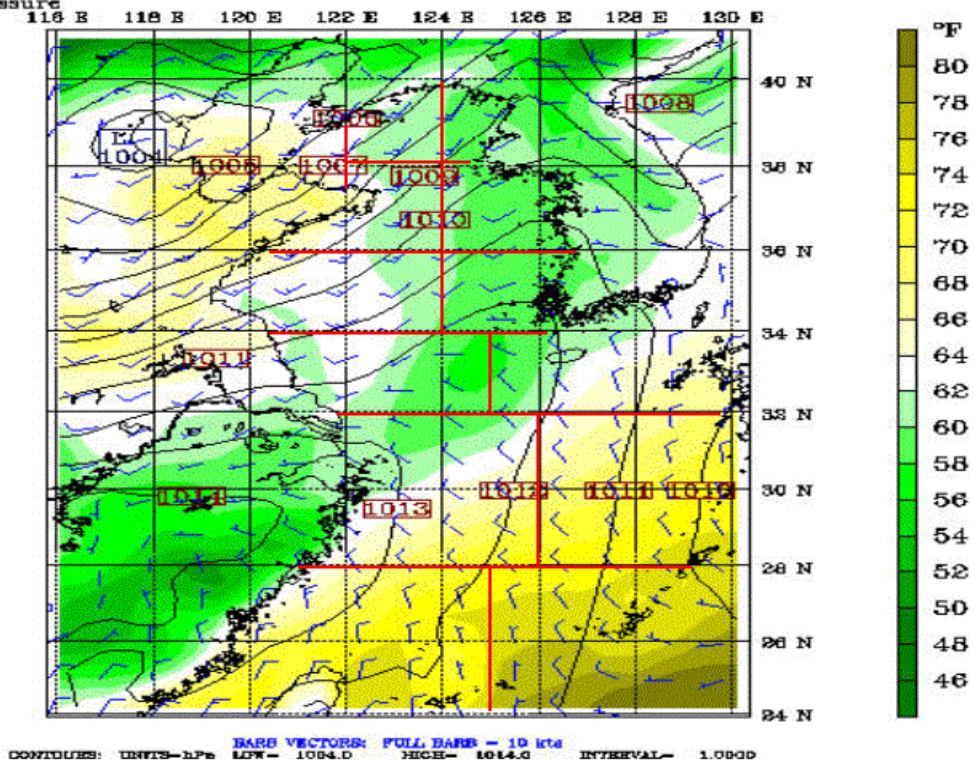 ssure
116 E 118 E 120 E 122 E 124 E 126 E 128 E 130 E
°F
80
40 N
1008
78
1006
76
L
1004
38 N
1005
1007
1009
74
72
1010
36 N
70
68
34 N
66
1011
64
32 N
62
60
58
30 N
1014
1012
1011
1010
1013
56
54
28 N
52
50
26 N
48
46
24 N
BARB VECTORS: FULL BARB = 10 kts
CONTOURS: UNITS=hPa LOW= 1004.0 HIGH= 1014.0 INTERVAL= 1.0000